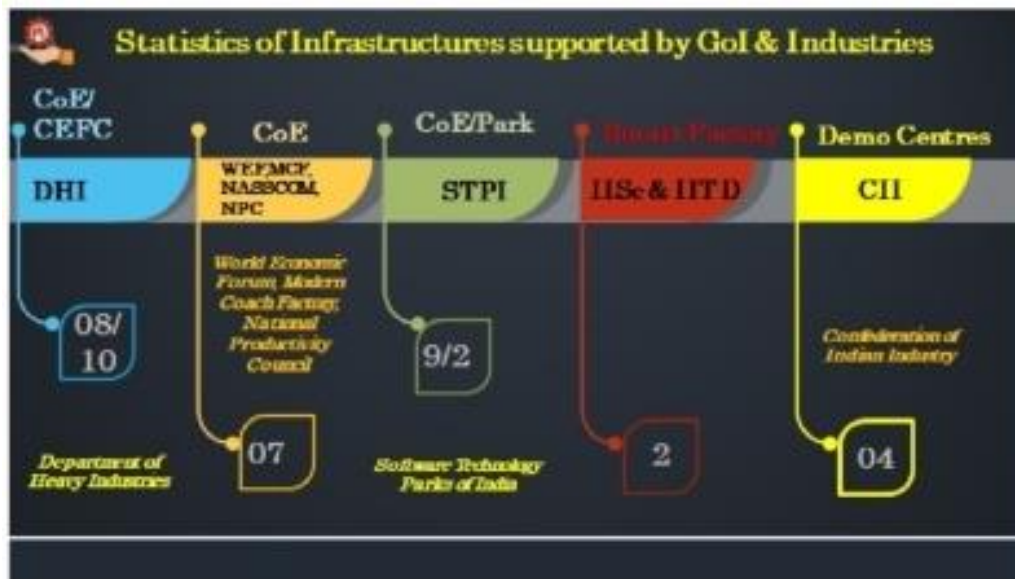 Statistics of Infrastructures supported by GoI & Industries
CoE/
CEFC
DHI
08/
10
Department of
Heavy Industries
CoE
WEF,MCF,
NASSCOM,
NPC
World Economic
Forum, Modern
Coach Factory,
National
Productivity
Council
07
CoE/Park
STPI
9/2
Software Technology
Parks of India
Smart Factory
IISc & IIT D
2
Demo Centres
CII
Confederation of
Indian Industry
04